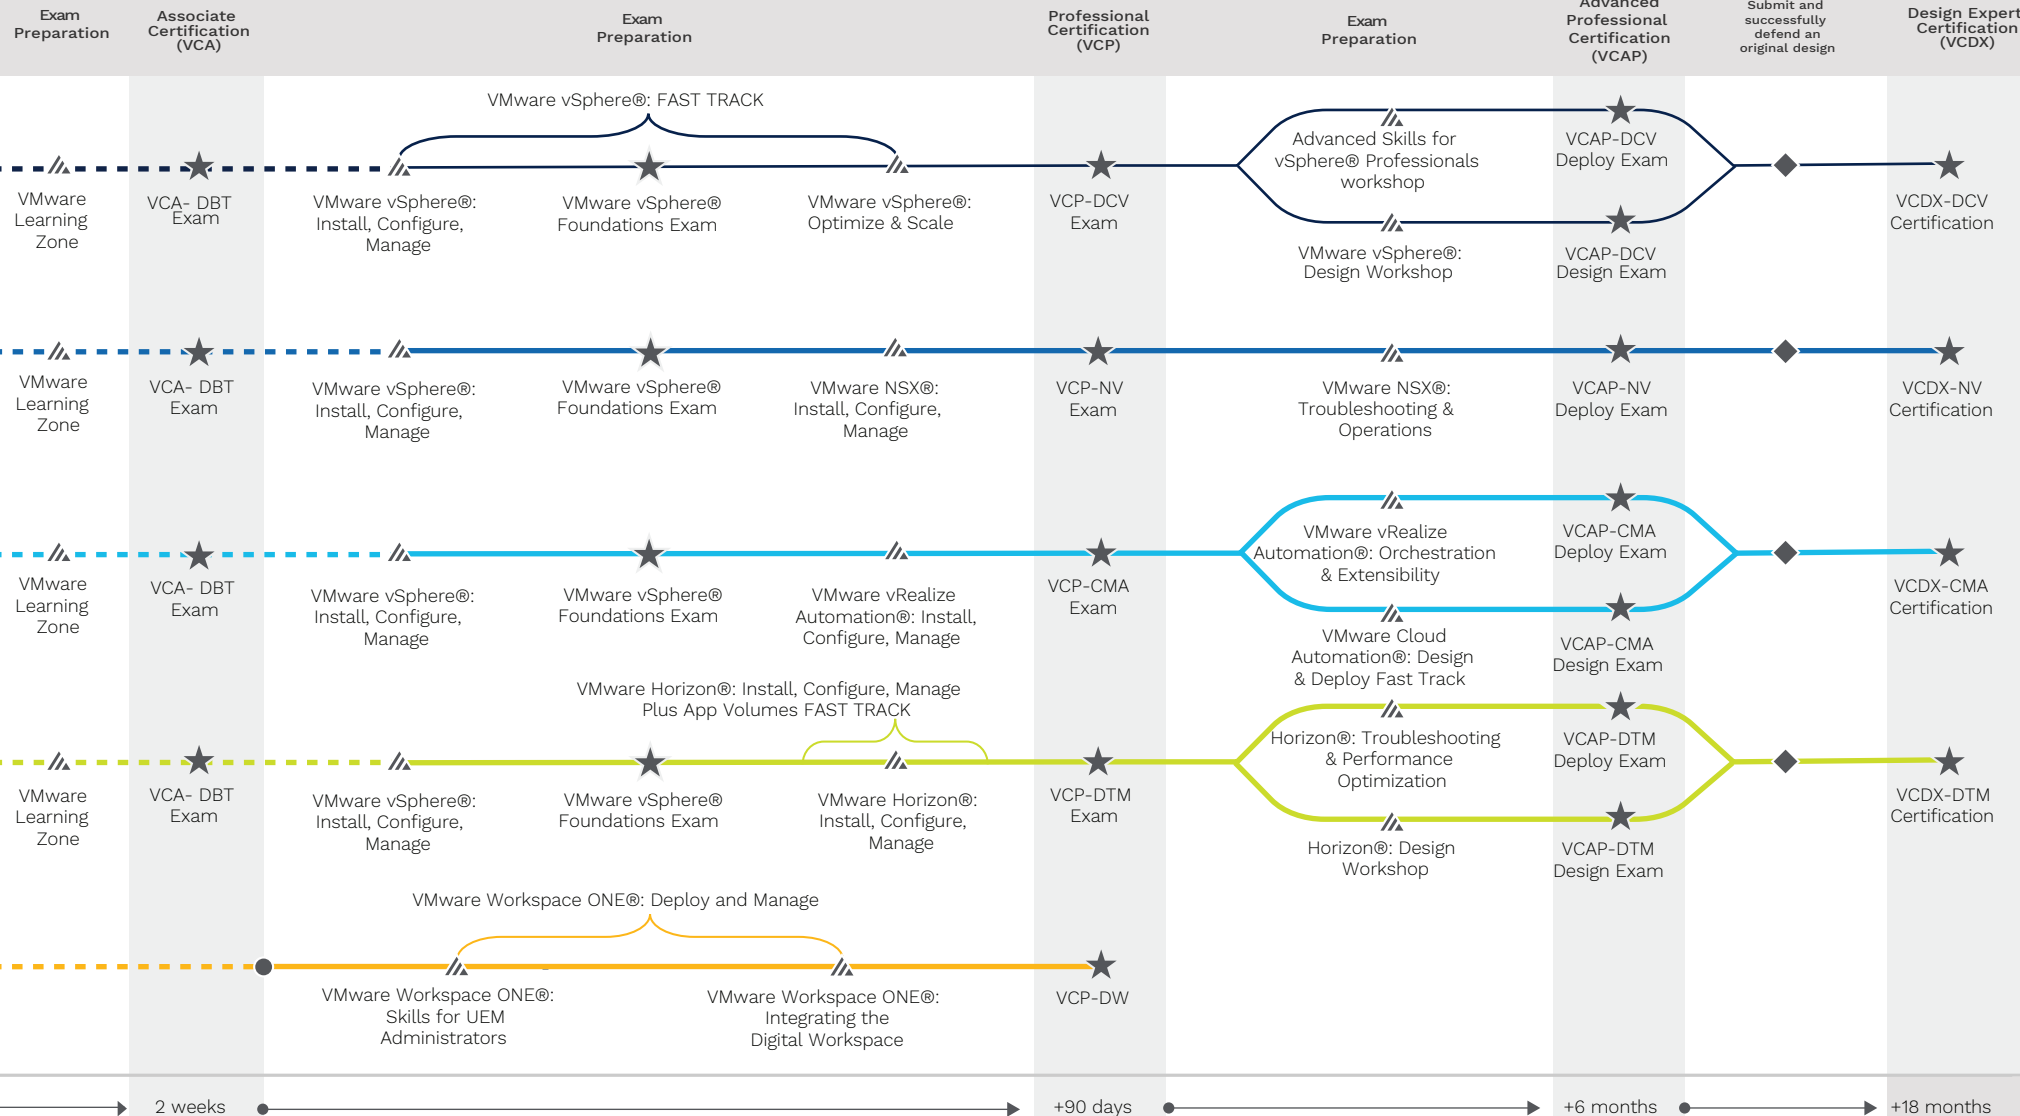 Exam
Preparation
Associate
Certification
(VCA)
Exam
Preparation
Professional
Certification
(VCP)
Exam
Preparation
Advanced
Professional
Certification
(VCAP)
Submit and
successfully
defend an
original design
Design Expert
Certification
(VCDX)
VMware vSphere®: FAST TRACK
VMware
Learning
Zone
VCA- DBT
Exam
VMware vSphere®:
Install, Configure,
Manage
VMware vSphere®
Foundations Exam
VMware vSphere®:
Optimize & Scale
VCP-DCV
Exam
Advanced Skills for
vSphere® Professionals
workshop
VMware vSphere®:
Design Workshop
VCAP-DCV
Deploy Exam
VCAP-DCV
Design Exam
VCDX-DCV
Certification
VMware
Learning
Zone
VCA- DBT
Exam
VMware vSphere®:
Install, Configure,
Manage
VMware vSphere®
Foundations Exam
VMware NSX®:
Install, Configure,
Manage
VCP-NV
Exam
VMware NSX®:
Troubleshooting &
Operations
VCAP-NV
Deploy Exam
VCDX-NV
Certification
VMware
Learning
Zone
VCA- DBT
Exam
VMware vSphere®:
Install, Configure,
Manage
VMware vSphere®
Foundations Exam
VMware vRealize
Automation®: Install,
Configure, Manage
VCP-CMA
Exam
VMware vRealize
Automation®: Orchestration
& Extensibility
VMware Cloud
Automation®: Design
& Deploy Fast Track
VCAP-CMA
Deploy Exam
VCAP-CMA
Design Exam
VCDX-CMA
Certification
VMware Horizon®: Install, Configure, Manage
Plus App Volumes FAST TRACK
VMware
Learning
Zone
VCA- DBT
Exam
VMware vSphere®:
Install, Configure,
Manage
VMware vSphere®
Foundations Exam
VMware Horizon®:
Install, Configure,
Manage
VCP-DTM
Exam
Horizon®: Troubleshooting
& Performance
Optimization
Horizon®: Design
Workshop
VCAP-DTM
Deploy Exam
VCAP-DTM
Design Exam
VCDX-DTM
Certification
VMware Workspace ONE®: Deploy and Manage
VMware Workspace ONE®:
Skills for UEM
Administrators
VMware Workspace ONE®:
Integrating the
Digital Workspace
VCP-DW
2 weeks
+90 days
+6 months
+18 months